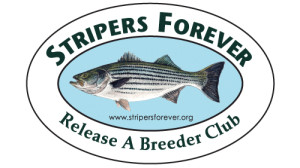 STRIPERS FOREVER
www.stripersforever.org
Release A Breeder Club